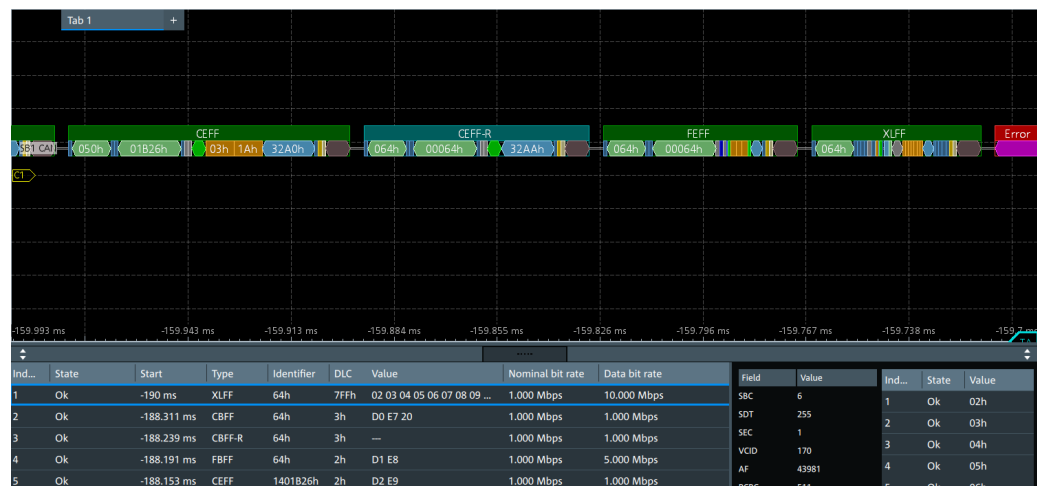 Tab 1 +
CEFF CEFF-R FEFF XLFF Error
SB1 CAN 050h 01B26h 03h 1Ah 32A0h 064h 00064h 32AAh 064h 00064h 064h
C1
-159.993 ms -159.943 ms -159.913 ms -159.884 ms -159.855 ms -159.826 ms -159.796 ms -159.767 ms -159.738 ms
TA
Ind... State Start Type Identifier DLC Value Nominal bit rate Data bit rate
1 Ok -190 ms XLFF 64h 7FFh 02 03 04 05 06 07 08 09 ... 1.000 Mbps 10.000 Mbps
2 Ok -188.311 ms CBFF 64h 3h D0 E7 20 1.000 Mbps 1.000 Mbps
3 Ok -188.239 ms CBFF-R 64h 3h --- 1.000 Mbps 1.000 Mbps
4 Ok -188.191 ms FBFF 64h 2h D1 E8 1.000 Mbps 5.000 Mbps
5 Ok -188.153 ms CEFF 1401B26h 2h D2 E9 1.000 Mbps 1.000 Mbps
Field Value
SBC 6
SDT 255
SEC 1
VCID 170
AF 43981
Ind... State Value
1 Ok 02h
2 Ok 03h
3 Ok 04h
4 Ok 05h